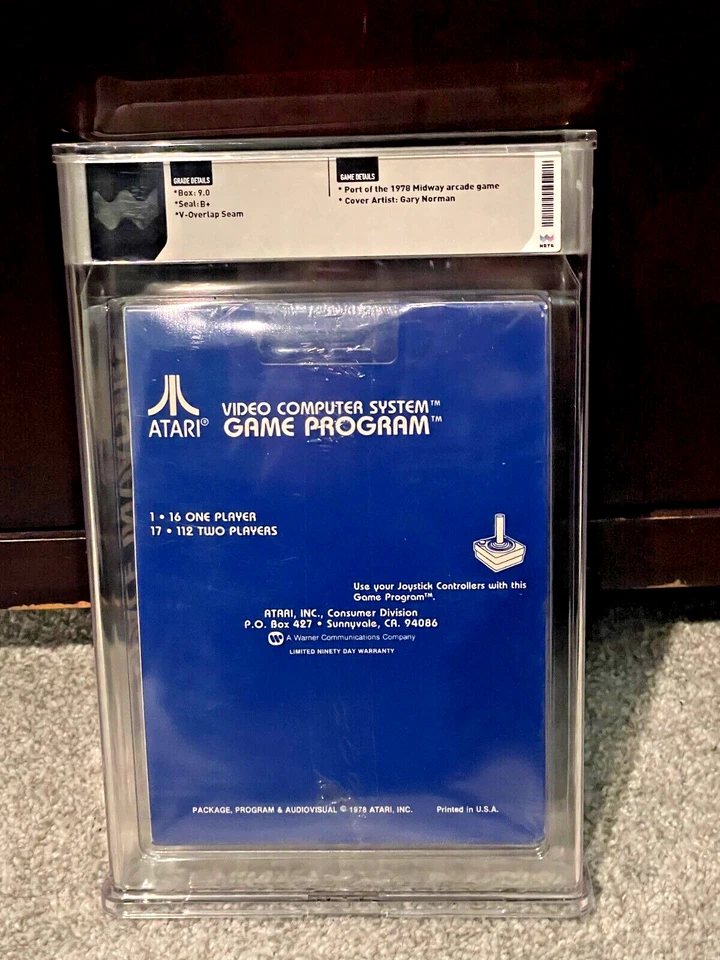 GRADE DETAILS
*Box: 9.0
*Seal: B+
*V-Overlap Seam
GAME DETAILS
* Port of the 1978 Midway arcade game
* Cover Artist: Gary Norman
WATA
ATARI®
VIDEO COMPUTER SYSTEM™
GAME PROGRAM™
1 • 16 ONE PLAYER
17 • 112 TWO PLAYERS
Use your Joystick Controllers with this
Game Program™.
ATARI, INC., Consumer Division
P.O. Box 427 • Sunnyvale, CA. 94086
A Warner Communications Company
LIMITED NINETY DAY WARRANTY
PACKAGE, PROGRAM & AUDIOVISUAL © 1978 ATARI, INC.
Printed in U.S.A.